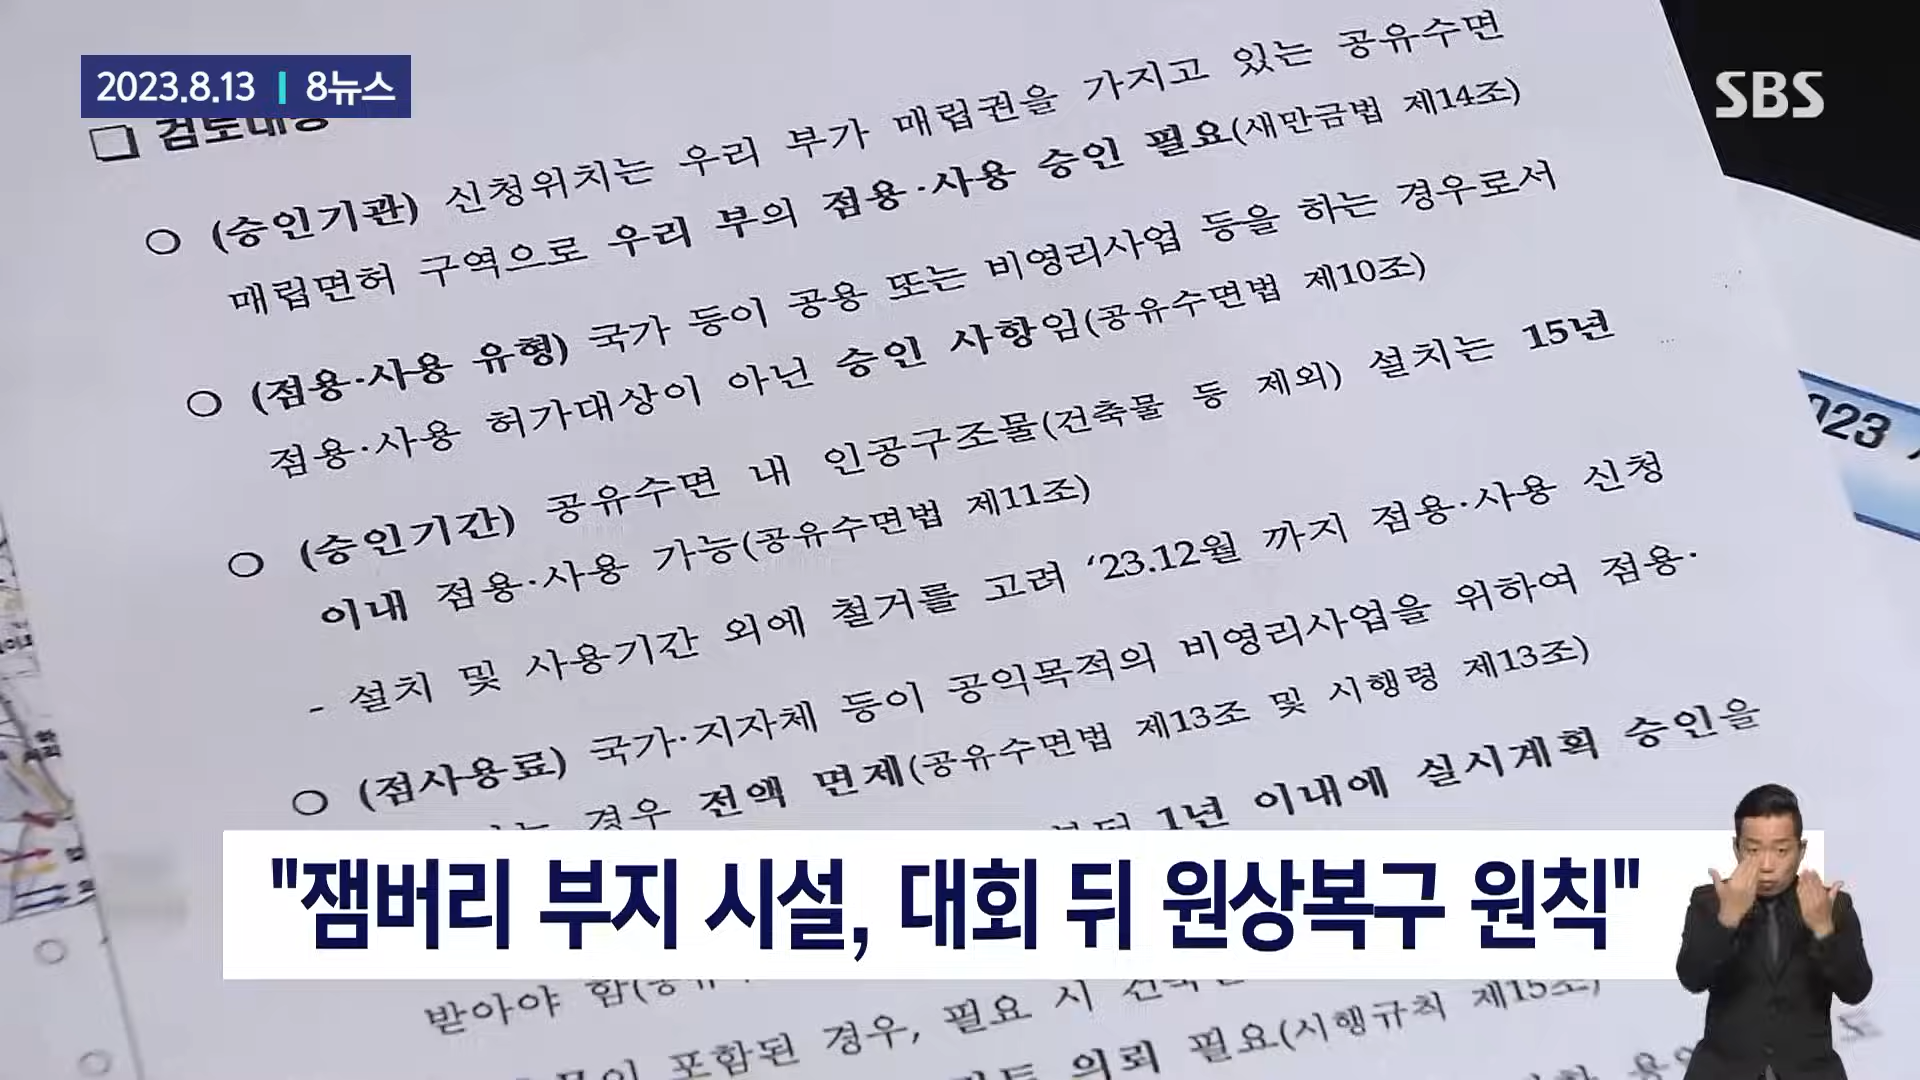 2023.8.13 | 8뉴스
SBS
(승인기관) 신청위치는 우리 부가 매립권을 가지고 있는 공유수면
매립면허 구역으로 우리 부의 점용·사용 승인 필요(새만금법 제14조)
○ (점용·사용 유형) 국가 등이 공용 또는 비영리사업 등을 하는 경우로서
점용·사용 허가대상이 아닌 승인 사항임(공유수면법 제10조)
○ (승인기간) 공유수면 내 인공구조물(건축물 등 제외) 설치는 15년
이내 점용·사용 가능(공유수면법 제11조)
- 설치 및 사용기간 외에 철거를 고려 ‘23.12월 까지 점용·사용 신청
○ (점사용료) 국가·지자체 등이 공익목적의 비영리사업을 위하여 점용·
경우 전액 면제(공유수면법 제13조 및 시행령 제13조)
1년 이내에 실시계획 승인을
"잼버리 부지 시설, 대회 뒤 원상복구 원칙"
받아야 함
포함된 경우, 필요 시
의뢰 필요(시행규칙 제15조)
023